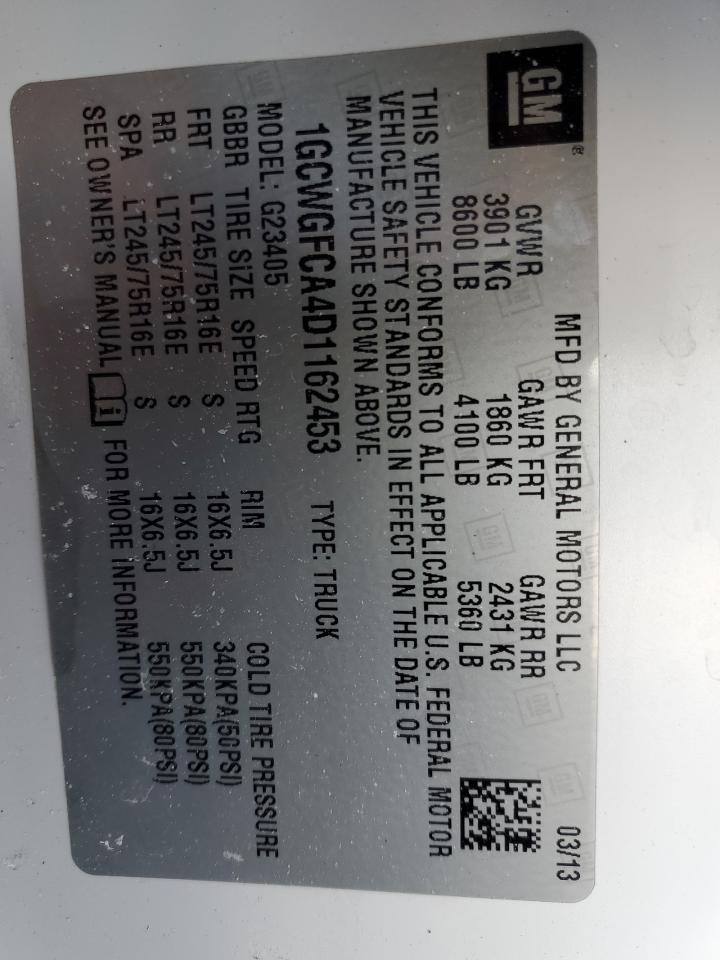 GM
®
MFD BY GENERAL MOTORS LLC 03/13
GVWR GAWR FRT GAWR RR
3901 KG 1860 KG 2431 KG
8600 LB 4100 LB 5360 LB
THIS VEHICLE CONFORMS TO ALL APPLICABLE U.S. FEDERAL MOTOR
VEHICLE SAFETY STANDARDS IN EFFECT ON THE DATE OF
MANUFACTURE SHOWN ABOVE.
1GCWGFCA4D1162453 TYPE: TRUCK
MODEL: G23405
GBBR TIRE SIZE SPEED RTG RIM COLD TIRE PRESSURE
FRT LT245/75R16E S 16X6.5J 340KPA(50PSI)
RR LT245/75R16E S 16X6.5J 550KPA(80PSI)
SPA LT245/75R16E S 16X6.5J 550KPA(80PSI)
SEE OWNER'S MANUAL FOR MORE INFORMATION.